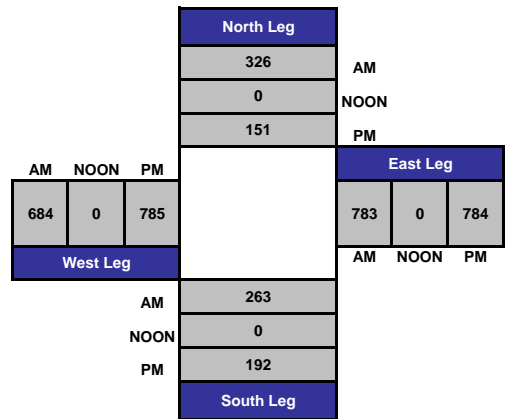 North Leg
326
AM
0
NOON
151
PM
East Leg
AM NOON PM
684 0 785
783 0 784
West Leg
AM NOON PM
AM
263
NOON
0
PM
192
South Leg